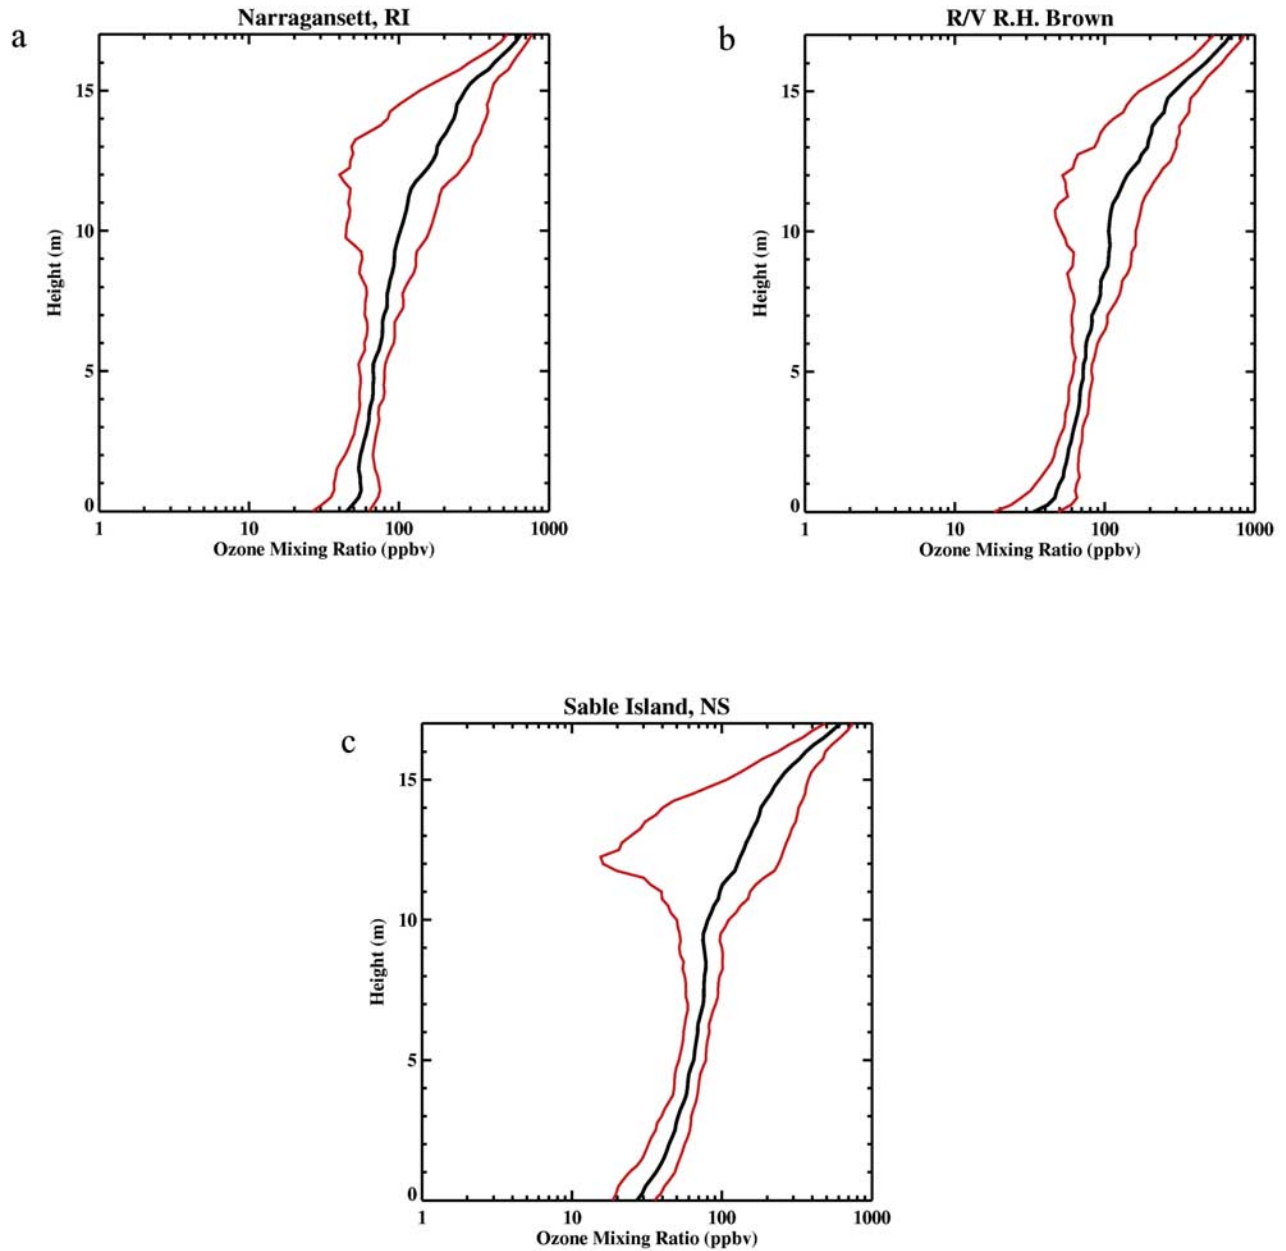 a
Narragansett, RI
15
10
5
0
Height (m)
1 10 100 1000
Ozone Mixing Ratio (ppbv)
b
R/V R.H. Brown
15
10
5
0
Height (m)
1 10 100 1000
Ozone Mixing Ratio (ppbv)
c
Sable Island, NS
15
10
5
0
Height (m)
1 10 100 1000
Ozone Mixing Ratio (ppbv)